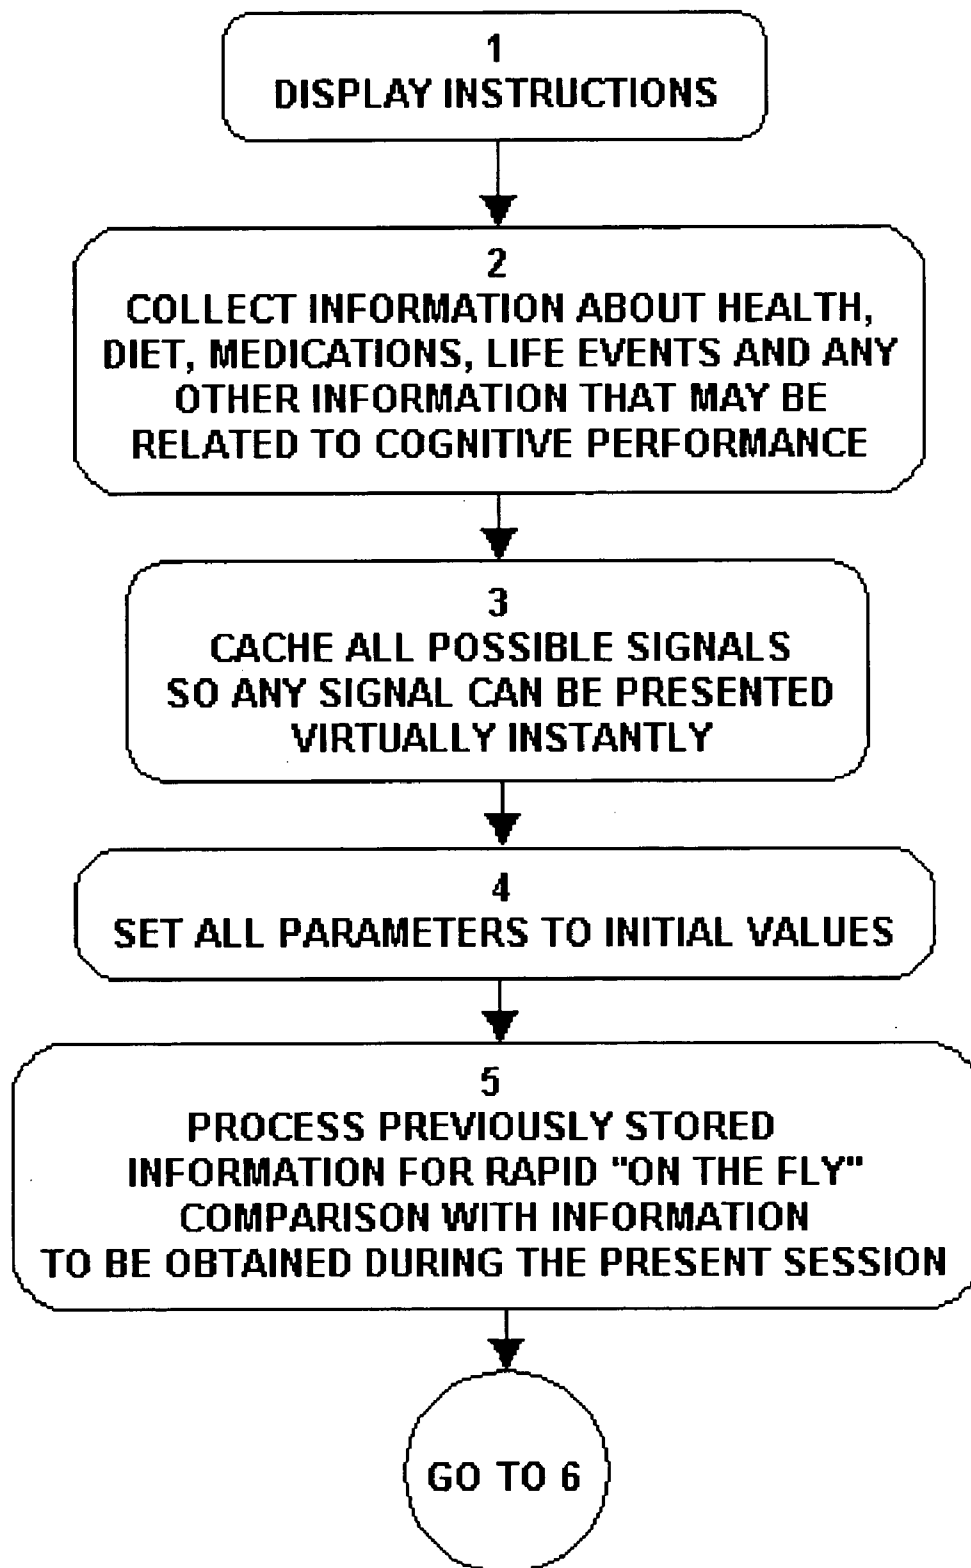 1
DISPLAY INSTRUCTIONS
2
COLLECT INFORMATION ABOUT HEALTH,
DIET, MEDICATIONS, LIFE EVENTS AND ANY
OTHER INFORMATION THAT MAY BE
RELATED TO COGNITIVE PERFORMANCE
3
CACHE ALL POSSIBLE SIGNALS
SO ANY SIGNAL CAN BE PRESENTED
VIRTUALLY INSTANTLY
4
SET ALL PARAMETERS TO INITIAL VALUES
5
PROCESS PREVIOUSLY STORED
INFORMATION FOR RAPID "ON THE FLY"
COMPARISON WITH INFORMATION
TO BE OBTAINED DURING THE PRESENT SESSION
GO TO 6